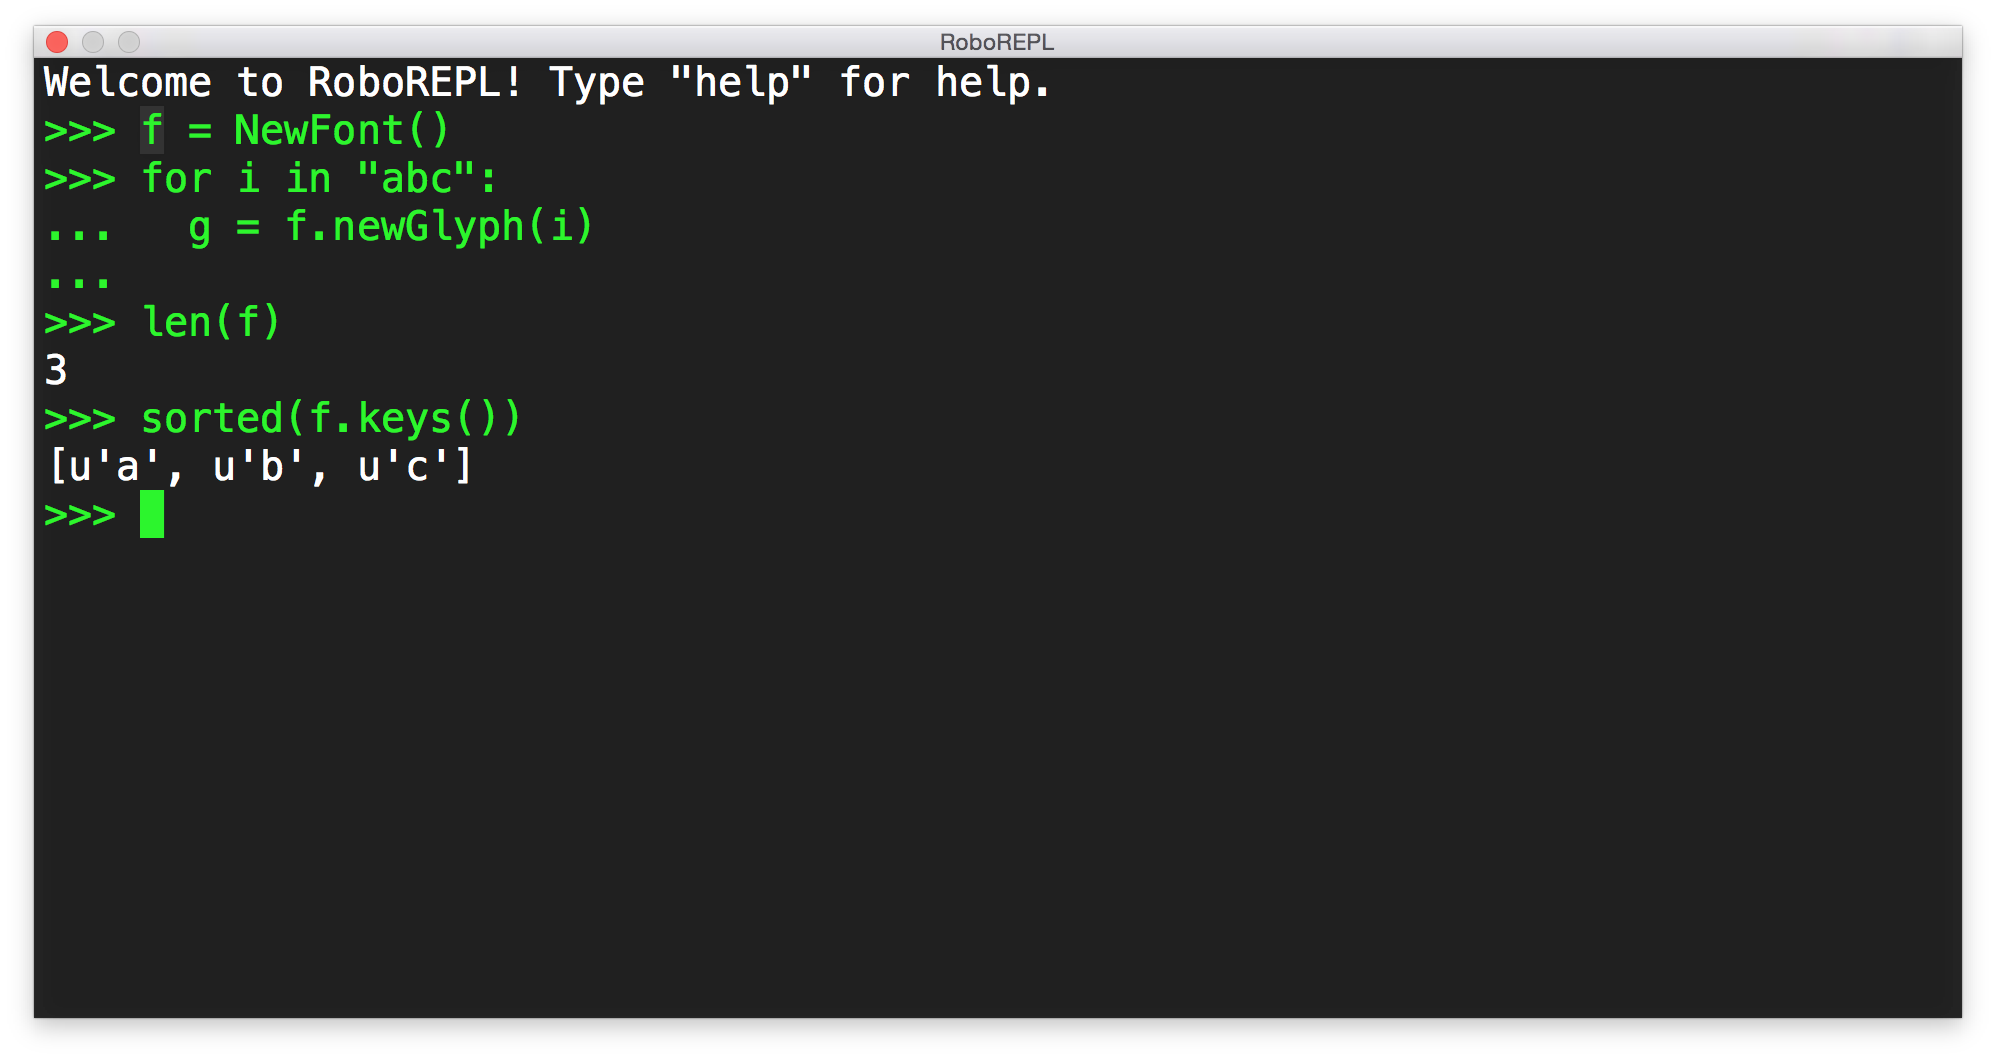 RoboREPL
Welcome to RoboREPL! Type "help" for help.
>>> f = NewFont()
>>> for i in "abc":
...   g = f.newGlyph(i)
...
>>> len(f)
3
>>> sorted(f.keys())
[u'a', u'b', u'c']
>>>